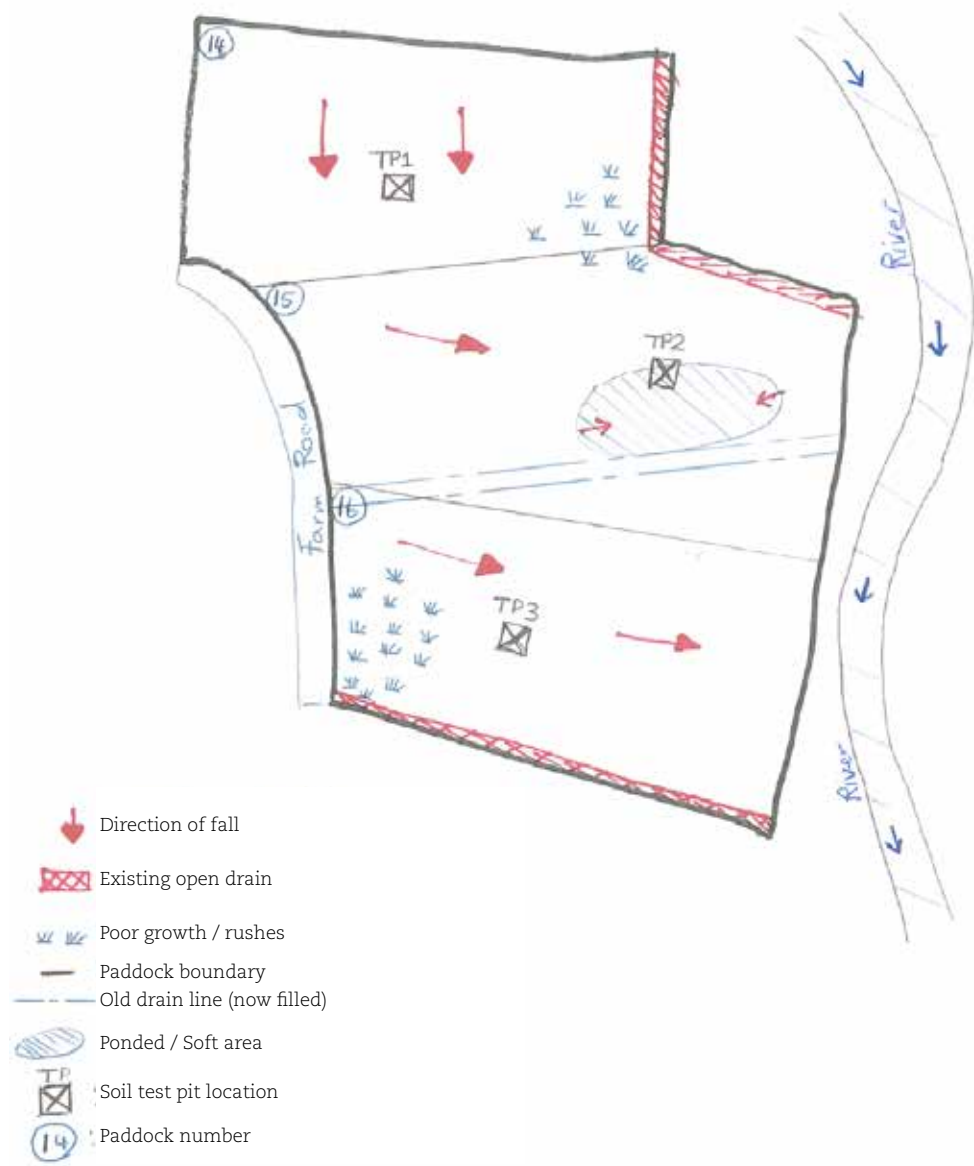 14
TP1
River
15
TP2
Farm Road
16
TP3
River
Direction of fall
Existing open drain
Poor growth / rushes
Paddock boundary
Old drain line (now filled)
Ponded / Soft area
TP
Soil test pit location
14
Paddock number